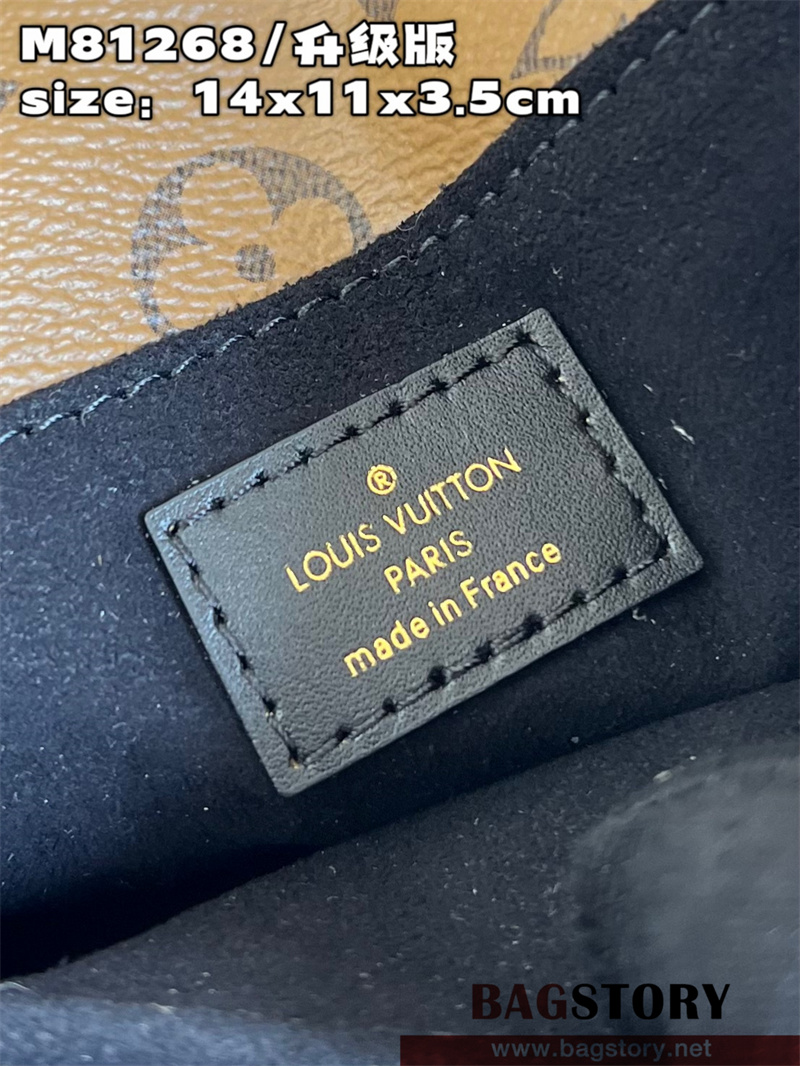 M81268/升级版
size：14x11x3.5cm
®
LOUIS VUITTON
PARIS
made in France
BAGSTORY
www.bagstory.net